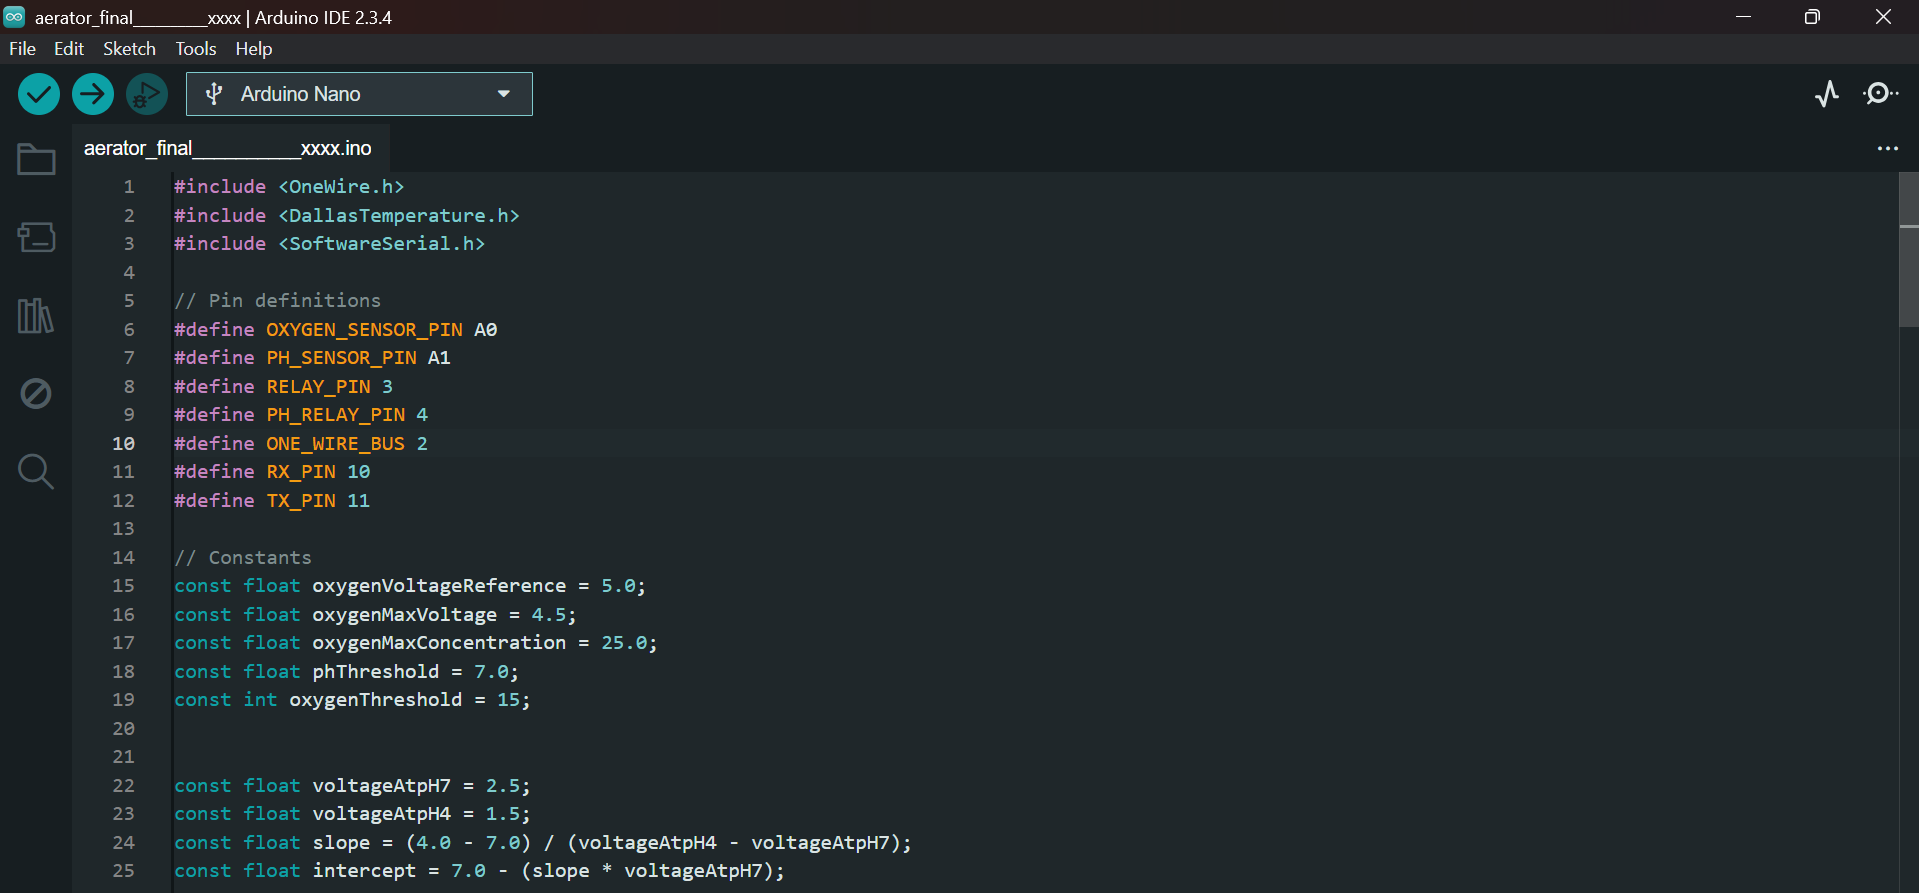 aerator_final_________xxxx | Arduino IDE 2.3.4
File Edit Sketch Tools Help
Arduino Nano
aerator_final__________xxxx.ino
1 #include <OneWire.h>
2 #include <DallasTemperature.h>
3 #include <SoftwareSerial.h>
4
5 // Pin definitions
6 #define OXYGEN_SENSOR_PIN A0
7 #define PH_SENSOR_PIN A1
8 #define RELAY_PIN 3
9 #define PH_RELAY_PIN 4
10 #define ONE_WIRE_BUS 2
11 #define RX_PIN 10
12 #define TX_PIN 11
13
14 // Constants
15 const float oxygenVoltageReference = 5.0;
16 const float oxygenMaxVoltage = 4.5;
17 const float oxygenMaxConcentration = 25.0;
18 const float phThreshold = 7.0;
19 const int oxygenThreshold = 15;
20
21
22 const float voltageAtpH7 = 2.5;
23 const float voltageAtpH4 = 1.5;
24 const float slope = (4.0 - 7.0) / (voltageAtpH4 - voltageAtpH7);
25 const float intercept = 7.0 - (slope * voltageAtpH7);